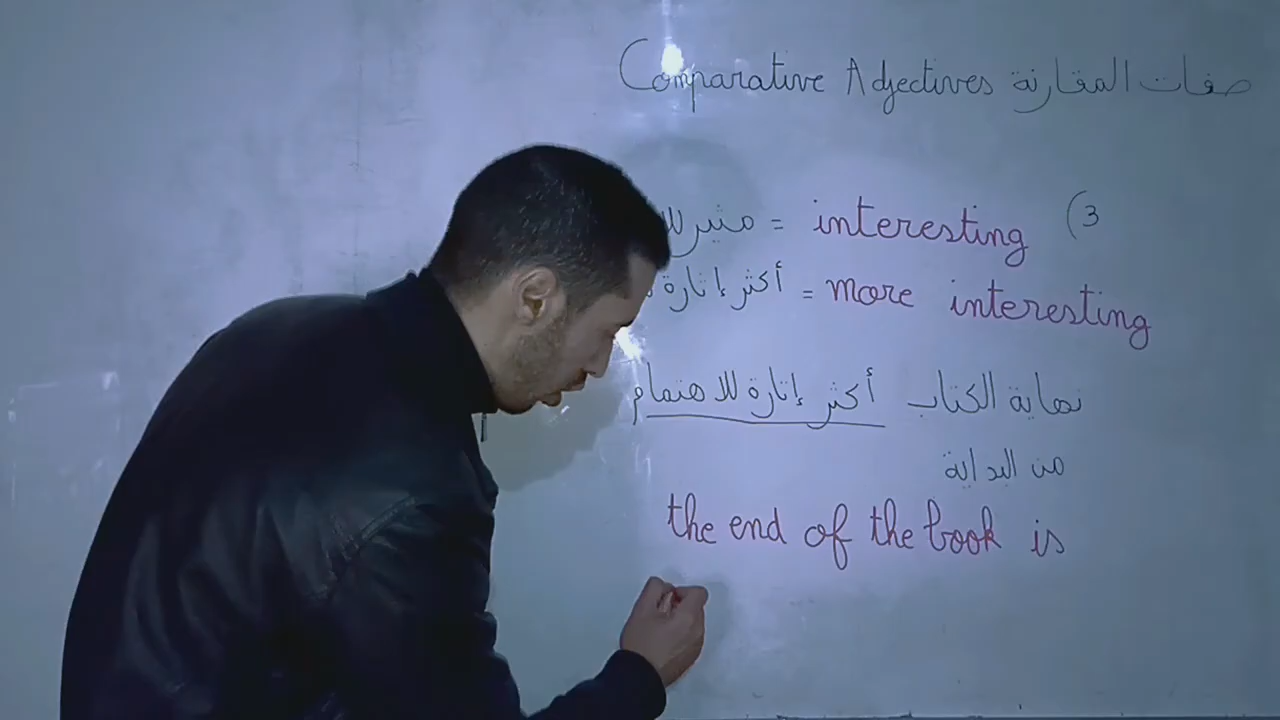 Comparative Adjectives صفات المقارنة
3) interesting = مثير
more interesting = أكثر إثارة
نهاية الكتاب أكثر إثارة للاهتمام
من البداية
the end of the book is